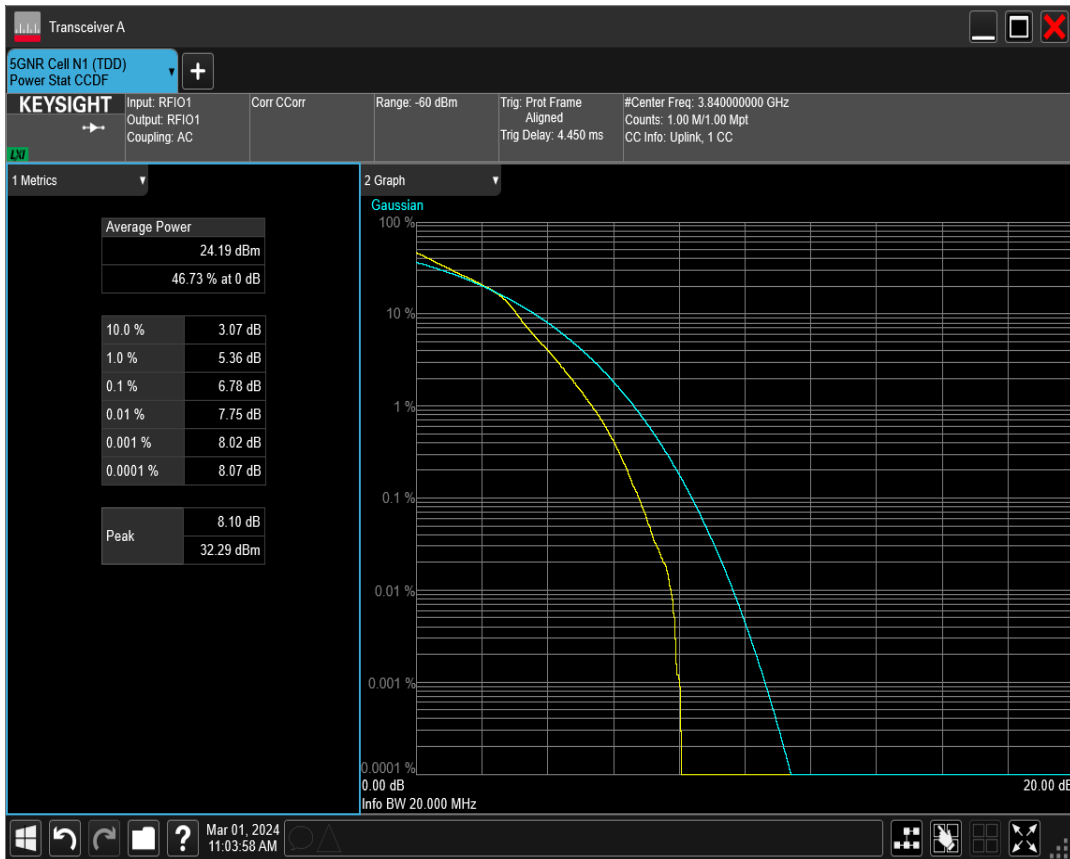 Transceiver A
5GNR Cell N1 (TDD)
Power Stat CCDF
KEYSIGHT
LXI
Input: RFIO1
Output: RFIO1
Coupling: AC
Corr CCorr
Range: -60 dBm
Trig: Prot Frame
Aligned
Trig Delay: 4.450 ms
#Center Freq: 3.840000000 GHz
Counts: 1.00 M/1.00 Mpt
CC Info: Uplink, 1 CC
1 Metrics
Average Power
24.19 dBm
46.73 % at 0 dB
10.0 % 3.07 dB
1.0 % 5.36 dB
0.1 % 6.78 dB
0.01 % 7.75 dB
0.001 % 8.02 dB
0.0001 % 8.07 dB
Peak
8.10 dB
32.29 dBm
2 Graph
Gaussian
100 %
10 %
1 %
0.1 %
0.01 %
0.001 %
0.0001 %
0.00 dB 20.00 dB
Info BW 20.000 MHz
?
Mar 01, 2024
11:03:58 AM